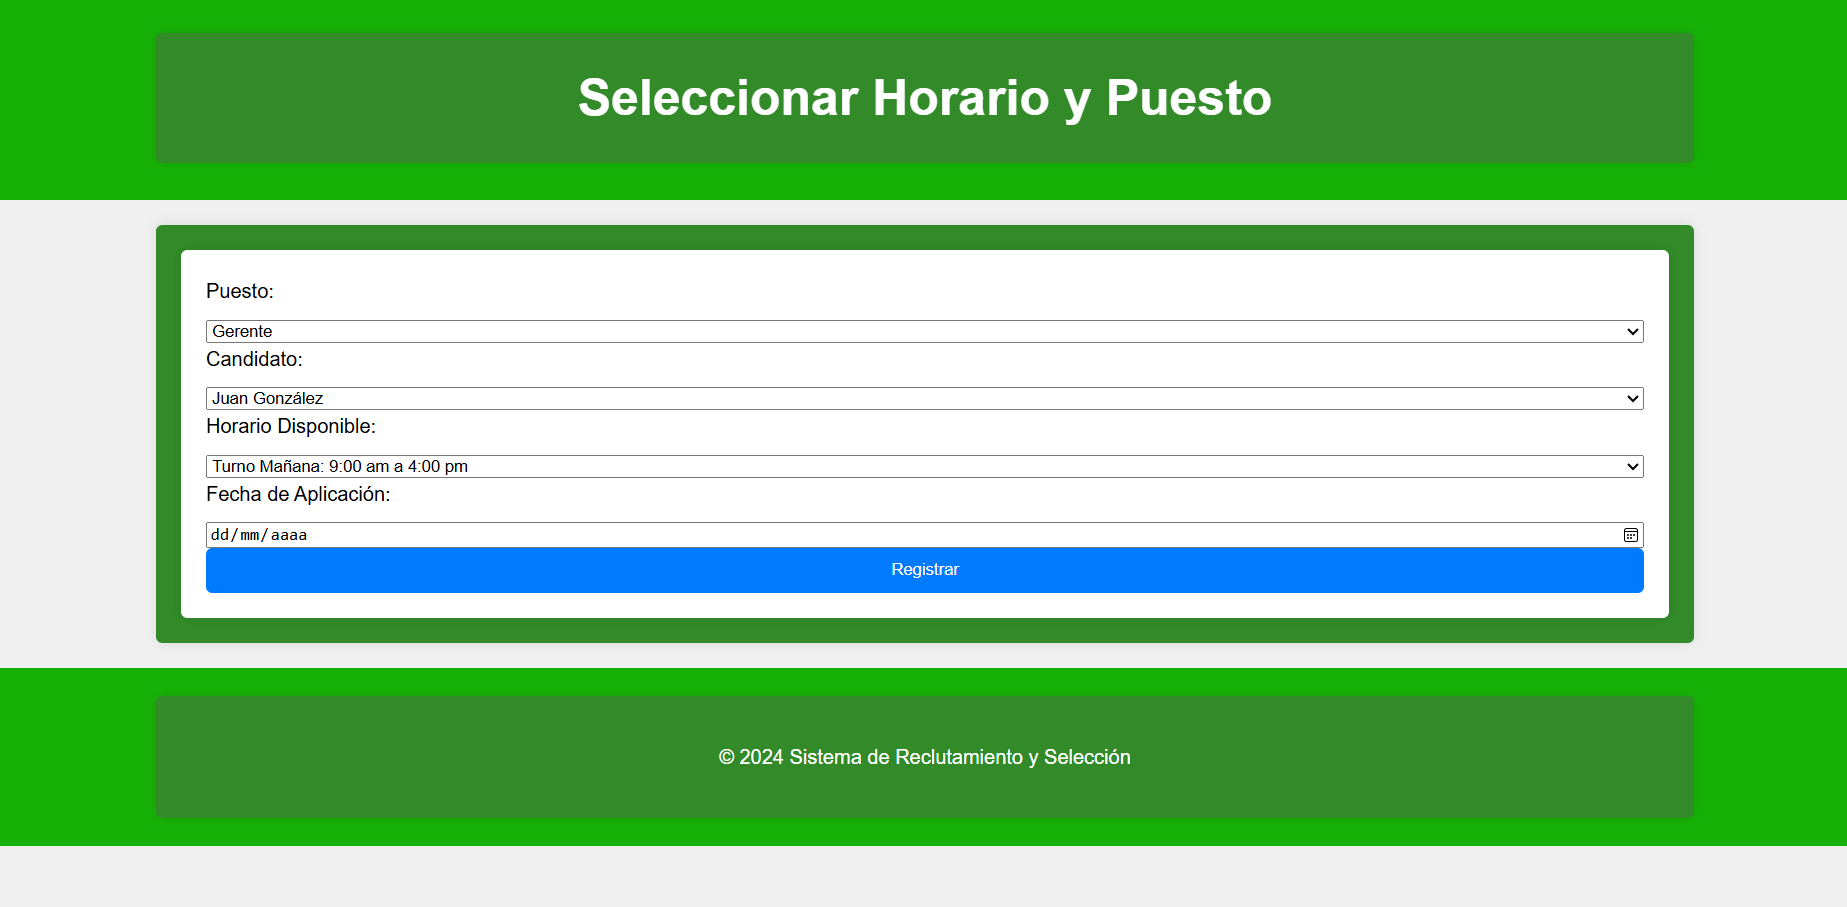 Seleccionar Horario y Puesto
Puesto:
Gerente
Candidato:
Juan González
Horario Disponible:
Turno Mañana: 9:00 am a 4:00 pm
Fecha de Aplicación:
dd/mm/aaaa
Registrar
© 2024 Sistema de Reclutamiento y Selección